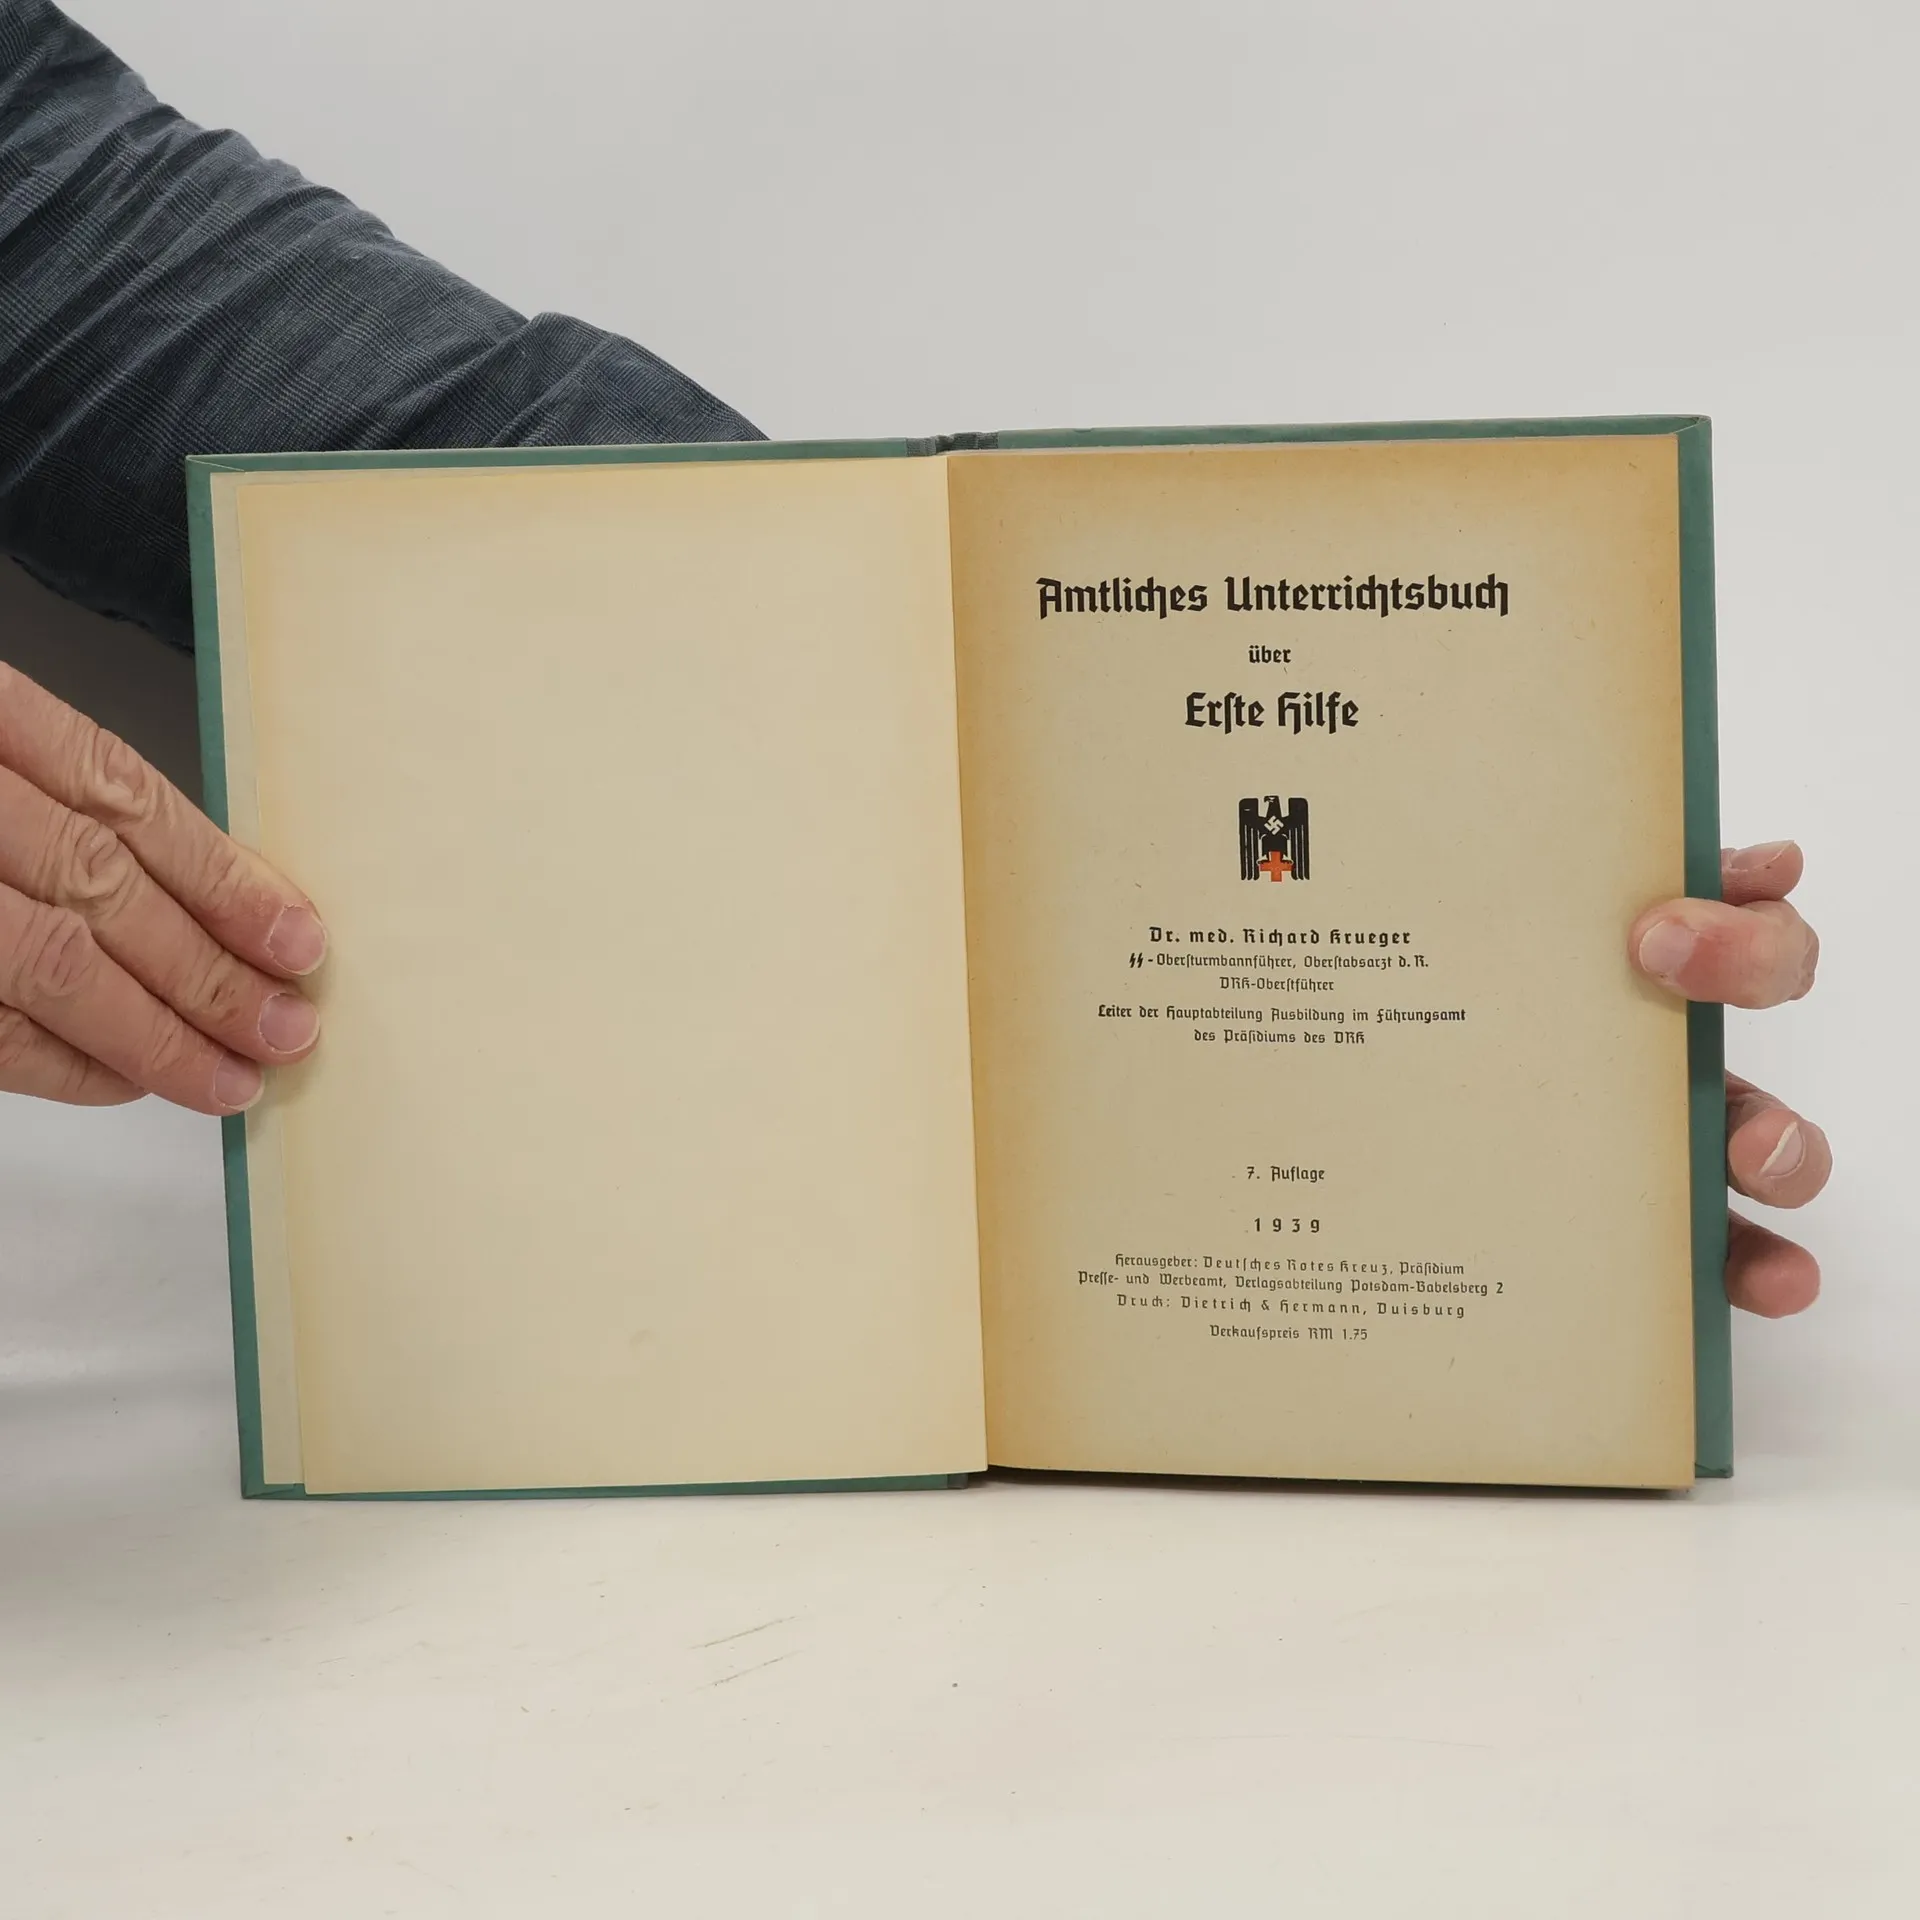 Amtliches Unterrichtsbuch
über
Erſte Hilfe
Dr. med. Richard Krueger
ᛋᛋ-Oberſturmbannführer, Oberſtabsarzt d. R.
DRK-Oberſtführer
Leiter der Hauptabteilung Ausbildung im Führungsamt
des Präſidiums des DRK
7. Auflage
1939
Herausgeber: Deutſches Rotes Kreuz, Präſidium
Preſſe- und Werbeamt, Verlagsabteilung Potsdam-Babelsberg 2
Druck: Dietrich & Hermann, Duisburg
Verkaufspreis RM 1.75